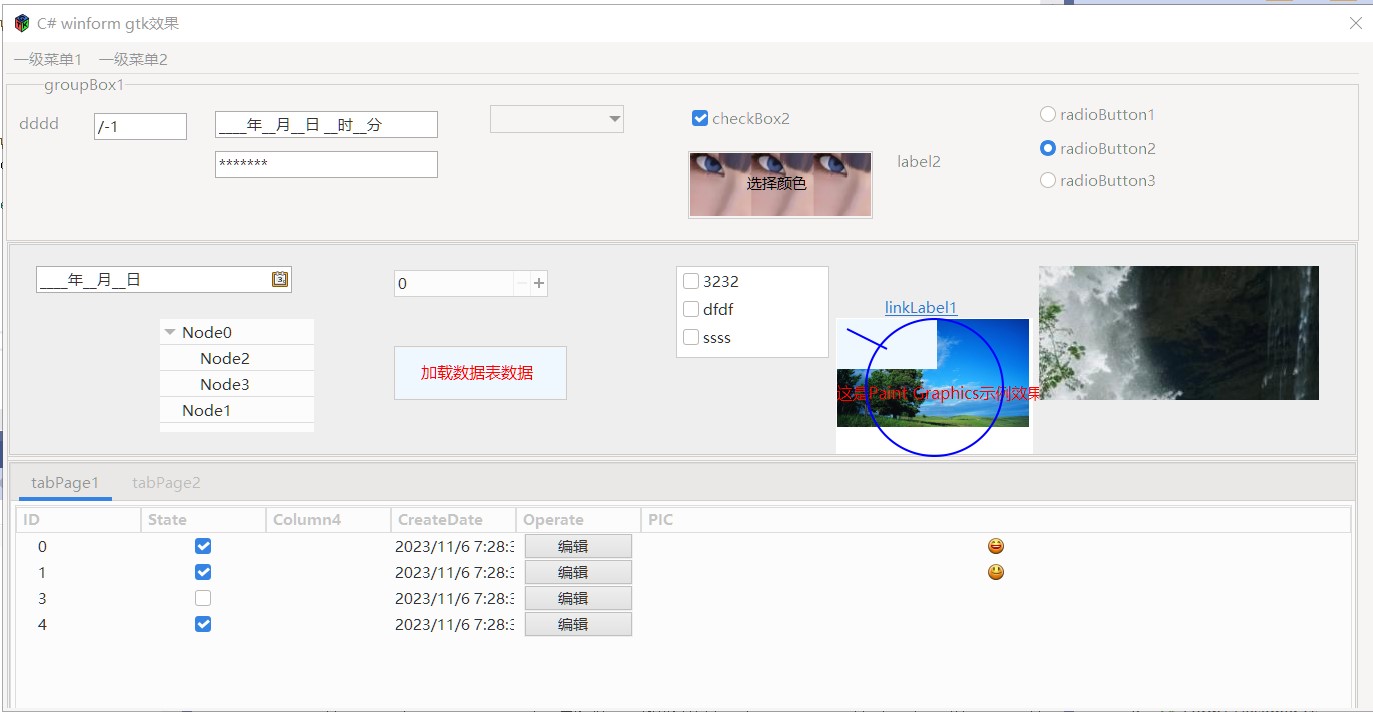 C# winform gtk效果
一级菜单1 一级菜单2
groupBox1
dddd
/-1
____年__月__日 __时__分
*******
checkBox2
选择颜色
label2
radioButton1
radioButton2
radioButton3
____年__月__日
0
3232
dfdf
ssss
linkLabel1
Node0
Node2
Node3
Node1
加载数据表数据
这是Paint Graphics示例效果
tabPage1 tabPage2
ID State Column4 CreateDate Operate PIC
0 2023/11/6 7:28: 编辑
1 2023/11/6 7:28: 编辑
3 2023/11/6 7:28: 编辑
4 2023/11/6 7:28: 编辑